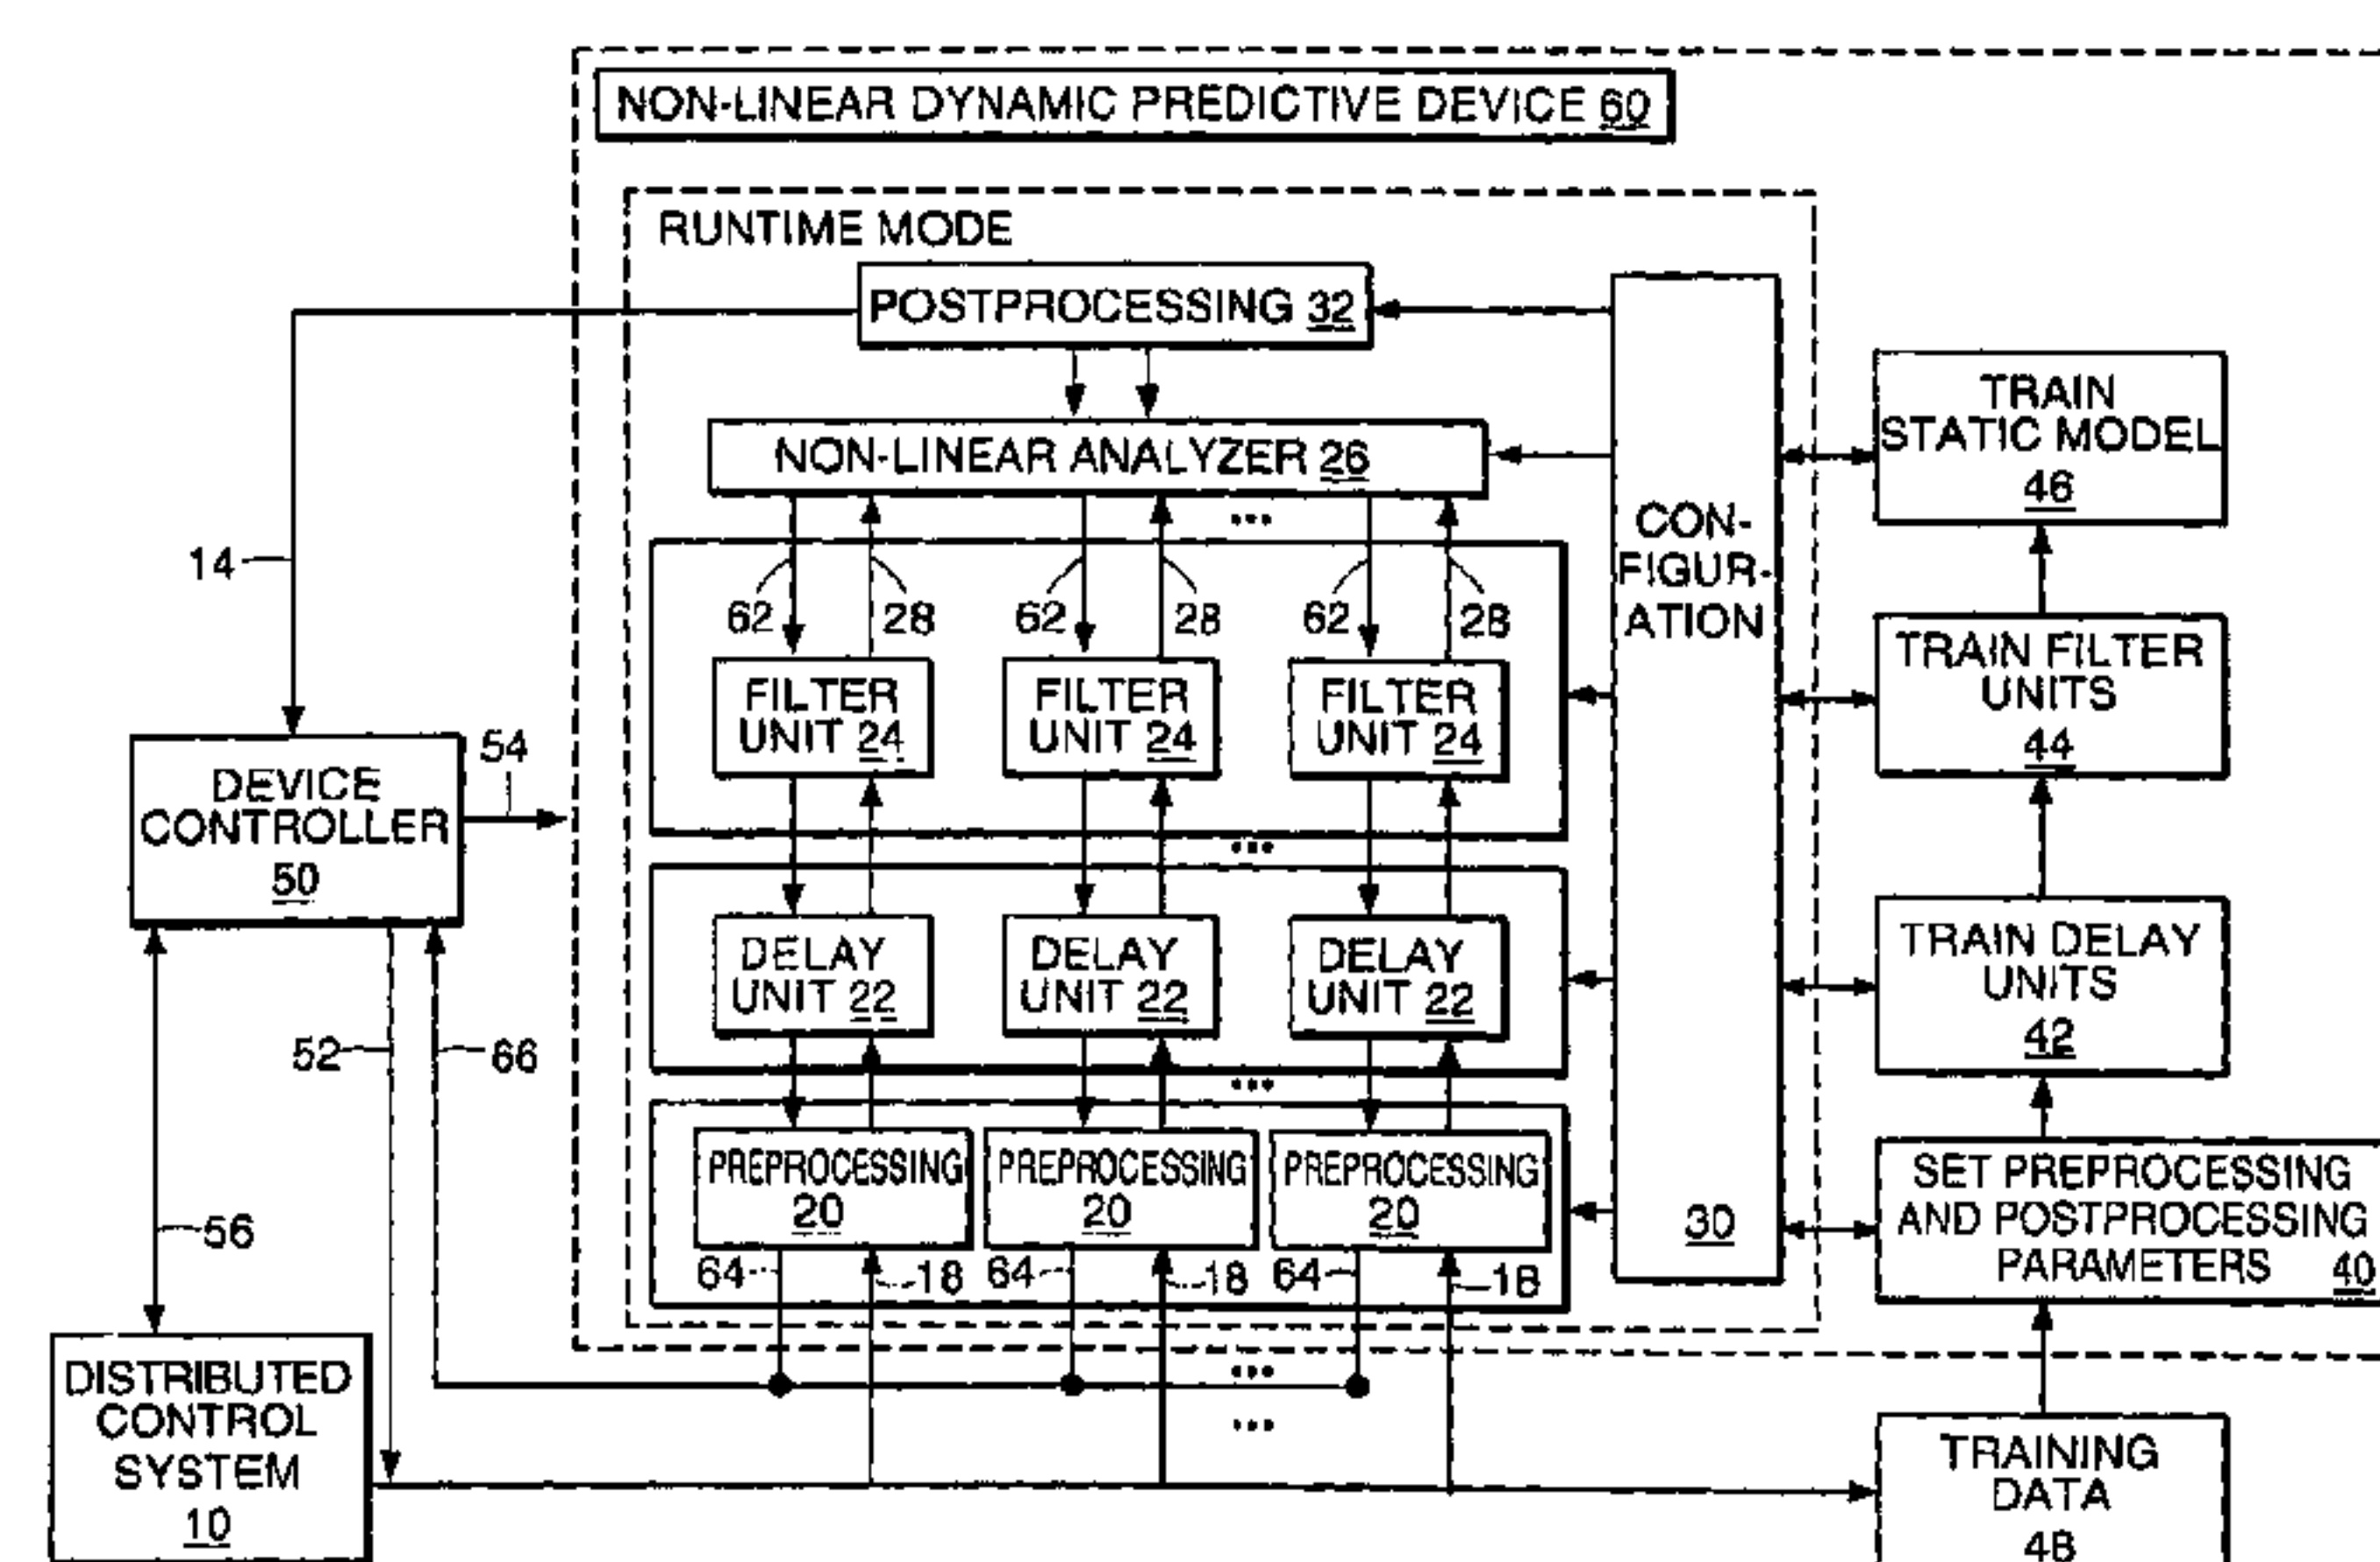 NON-LINEAR DYNAMIC PREDICTIVE DEVICE 60
RUNTIME MODE
POSTPROCESSING 32
NON-LINEAR ANALYZER 26
...
CON-
FIGUR-
ATION
30
TRAIN
STATIC MODEL
46
14
62
28
62
28
62
28
FILTER
UNIT 24
FILTER
UNIT 24
FILTER
UNIT 24
TRAIN FILTER
UNITS
44
54
DEVICE
CONTROLLER
50
...
DELAY
UNIT 22
DELAY
UNIT 22
DELAY
UNIT 22
TRAIN DELAY
UNITS
42
52
66
...
PREPROCESSING
20
PREPROCESSING
20
PREPROCESSING
20
SET PREPROCESSING
AND POSTPROCESSING
PARAMETERS 40
56
64
18
64
18
64
18
...
...
DISTRIBUTED
CONTROL
SYSTEM
10
TRAINING
DATA
48